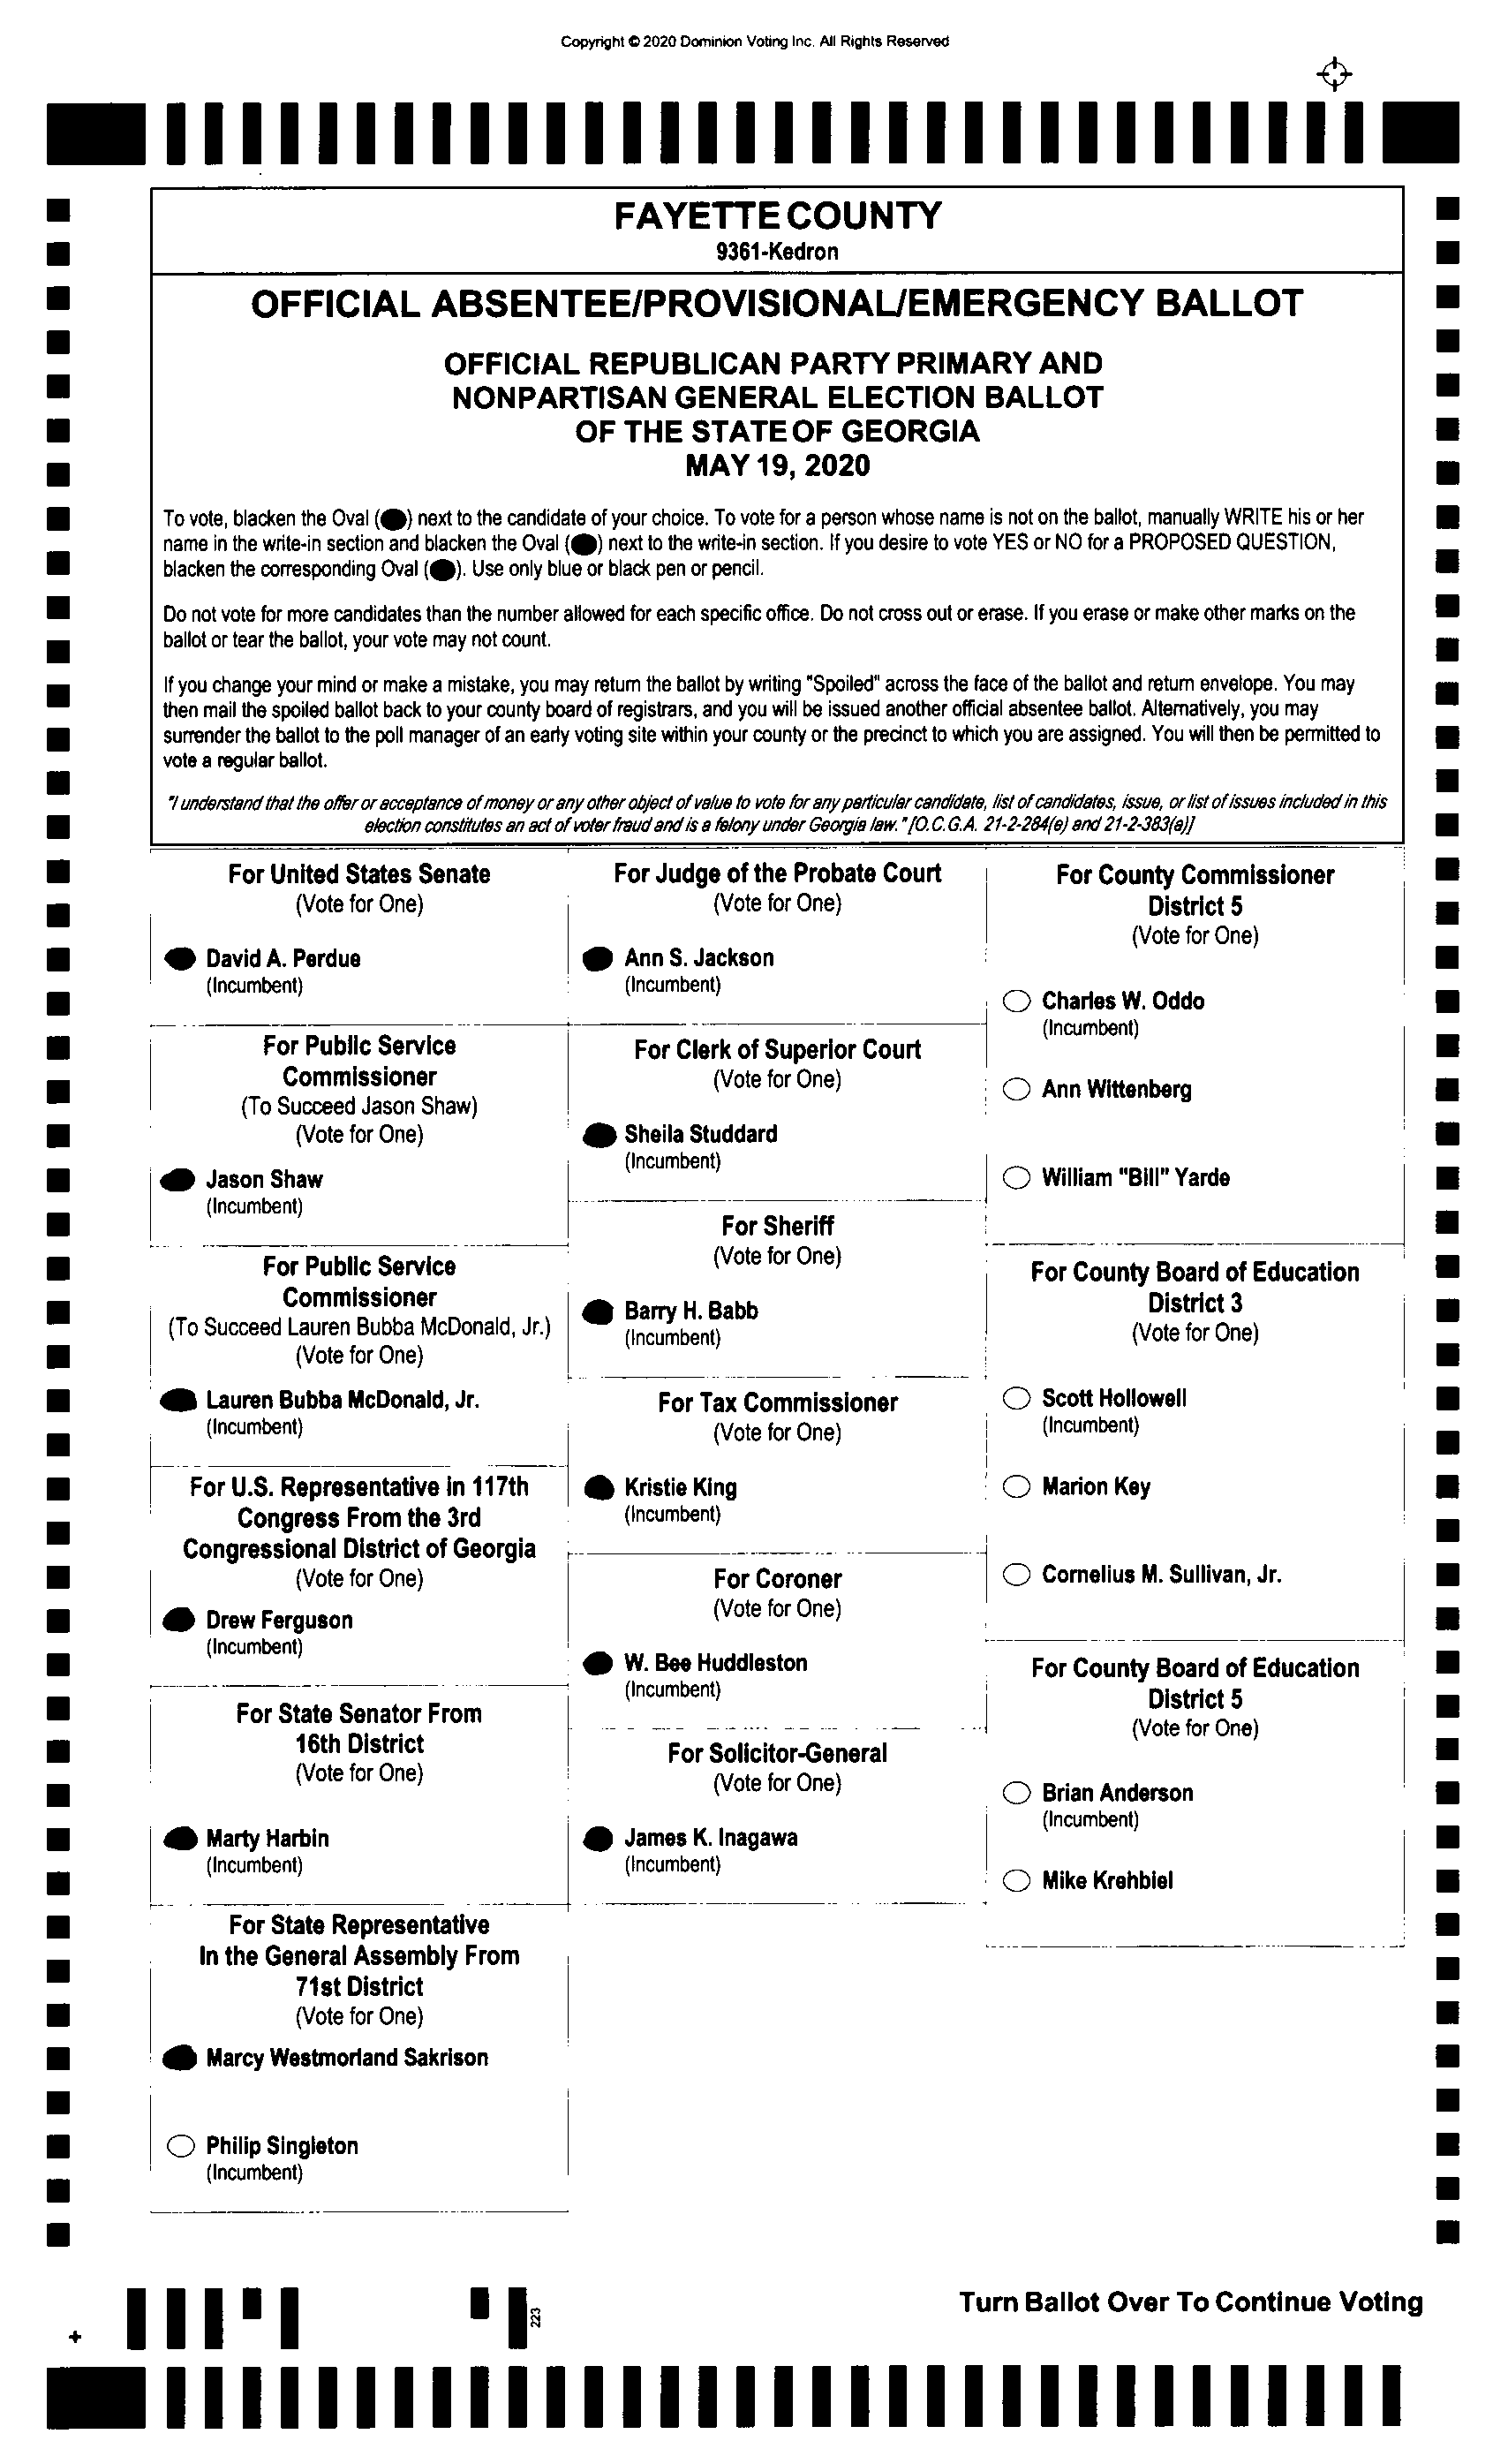 Copyright © 2020 Dominion Voting Inc. All Rights Reserved
FAYETTE COUNTY
9361-Kedron
OFFICIAL ABSENTEE/PROVISIONAL/EMERGENCY BALLOT
OFFICIAL REPUBLICAN PARTY PRIMARY AND
NONPARTISAN GENERAL ELECTION BALLOT
OF THE STATE OF GEORGIA
MAY 19, 2020
To vote, blacken the Oval ( ) next to the candidate of your choice. To vote for a person whose name is not on the ballot, manually WRITE his or her
name in the write-in section and blacken the Oval ( ) next to the write-in section. If you desire to vote YES or NO for a PROPOSED QUESTION,
blacken the corresponding Oval ( ). Use only blue or black pen or pencil.
Do not vote for more candidates than the number allowed for each specific office. Do not cross out or erase. If you erase or make other marks on the
ballot or tear the ballot, your vote may not count.
If you change your mind or make a mistake, you may return the ballot by writing "Spoiled" across the face of the ballot and return envelope. You may
then mail the spoiled ballot back to your county board of registrars, and you will be issued another official absentee ballot. Alternatively, you may
surrender the ballot to the poll manager of an early voting site within your county or the precinct to which you are assigned. You will then be permitted to
vote a regular ballot.
"I understand that the offer or acceptance of money or any other object of value to vote for any particular candidate, list of candidates, issue, or list of issues included in this
election constitutes an act of voter fraud and is a felony under Georgia law." [O.C.G.A. 21-2-284(e) and 21-2-383(a)]
For United States Senate
(Vote for One)
David A. Perdue
(Incumbent)
For Public Service
Commissioner
(To Succeed Jason Shaw)
(Vote for One)
Jason Shaw
(Incumbent)
For Public Service
Commissioner
(To Succeed Lauren Bubba McDonald, Jr.)
(Vote for One)
Lauren Bubba McDonald, Jr.
(Incumbent)
For U.S. Representative in 117th
Congress From the 3rd
Congressional District of Georgia
(Vote for One)
Drew Ferguson
(Incumbent)
For State Senator From
16th District
(Vote for One)
Marty Harbin
(Incumbent)
For State Representative
In the General Assembly From
71st District
(Vote for One)
Marcy Westmorland Sakrison
Philip Singleton
(Incumbent)
For Judge of the Probate Court
(Vote for One)
Ann S. Jackson
(Incumbent)
For Clerk of Superior Court
(Vote for One)
Sheila Studdard
(Incumbent)
For Sheriff
(Vote for One)
Barry H. Babb
(Incumbent)
For Tax Commissioner
(Vote for One)
Kristie King
(Incumbent)
For Coroner
(Vote for One)
W. Bee Huddleston
(Incumbent)
For Solicitor-General
(Vote for One)
James K. Inagawa
(Incumbent)
For County Commissioner
District 5
(Vote for One)
Charles W. Oddo
(Incumbent)
Ann Wittenberg
William "Bill" Yarde
For County Board of Education
District 3
(Vote for One)
Scott Hollowell
(Incumbent)
Marion Key
Cornelius M. Sullivan, Jr.
For County Board of Education
District 5
(Vote for One)
Brian Anderson
(Incumbent)
Mike Krehbiel
Turn Ballot Over To Continue Voting
223
+